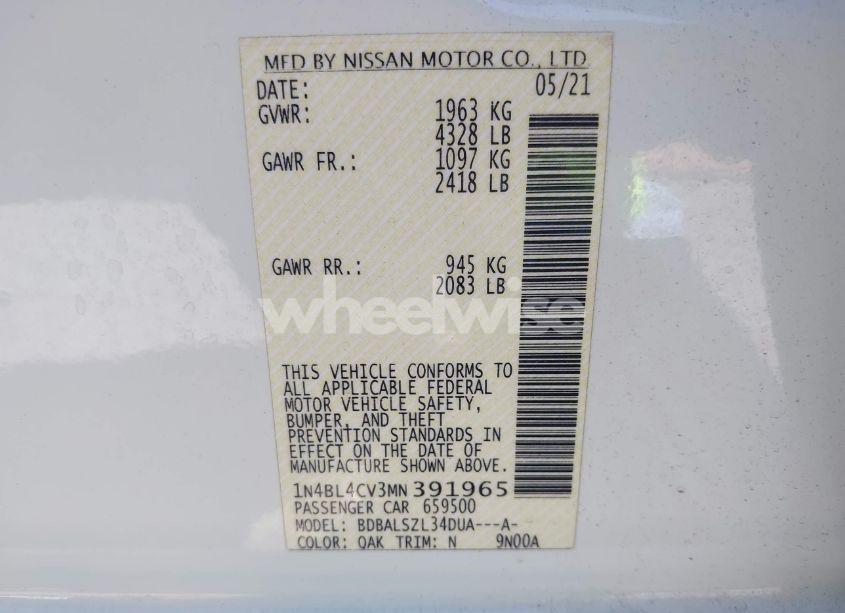 MFD BY NISSAN MOTOR CO., LTD
DATE: 05/21
GVWR: 1963 KG
4328 LB
GAWR FR.: 1097 KG
2418 LB
GAWR RR.: 945 KG
2083 LB
wheelwise
THIS VEHICLE CONFORMS TO
ALL APPLICABLE FEDERAL
MOTOR VEHICLE SAFETY,
BUMPER, AND THEFT
PREVENTION STANDARDS IN
EFFECT ON THE DATE OF
MANUFACTURE SHOWN ABOVE.
1N4BL4CV3MN391965
PASSENGER CAR 659500
MODEL: BDBALSZL34DUA---A-
COLOR: QAK TRIM: N 9N00A